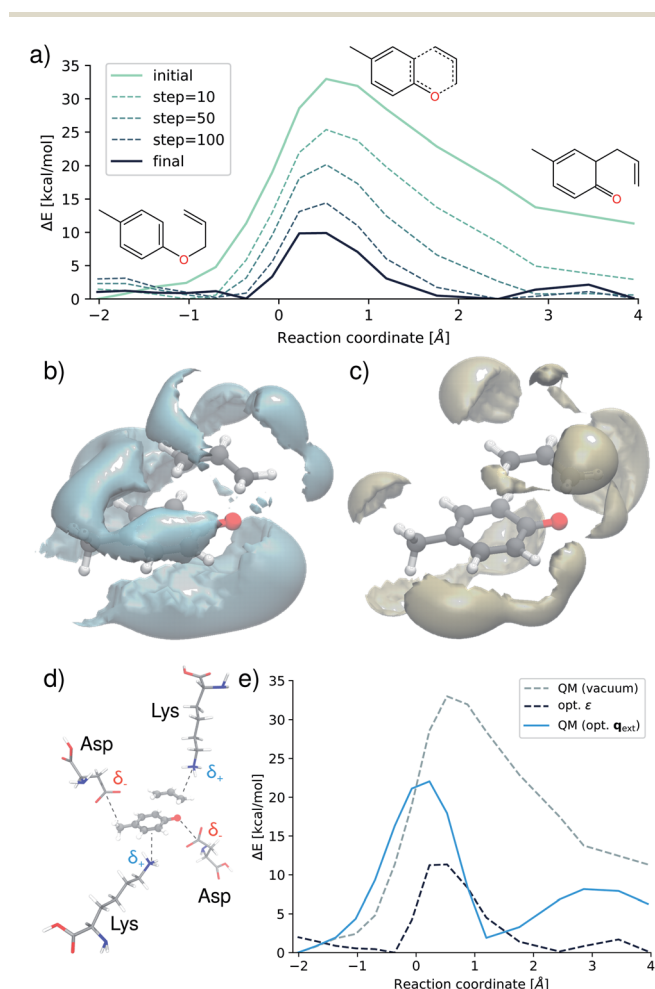 a)
35
30
25
20
15
10
5
0
ΔE [kcal/mol]
initial
step=10
step=50
step=100
final
O
O
O
−2
−1
0
1
2
3
4
Reaction coordinate [Å]
b)
c)
d)
Lys
Asp
δ+
δ-
δ-
δ+
Asp
Lys
e)
35
30
25
20
15
10
5
0
ΔE [kcal/mol]
QM (vacuum)
opt. ε
QM (opt. qext)
−2
−1
0
1
2
3
4
Reaction coordinate [Å]